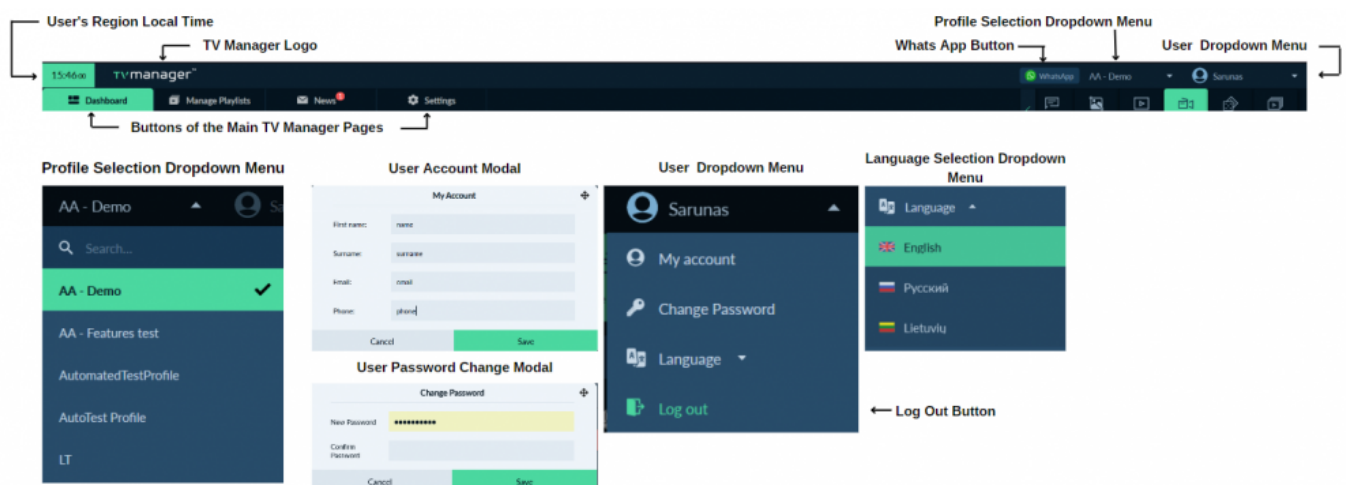 User's Region Local Time
Profile Selection Dropdown Menu
TV Manager Logo
Whats App Button
User Dropdown Menu
15:46
TVmanager™
WhatsApp
AA - Demo
Sarunas
Dashboard
Manage Playlists
News
Settings
Buttons of the Main TV Manager Pages
Profile Selection Dropdown Menu
AA - Demo
Sa
Search...
AA - Demo
AA - Features test
AutomatedTestProfile
AutoTest Profile
LT
User Account Modal
My Account
First name:
name
Surname:
surname
Email:
email
Phone:
phone
Cancel
Save
User Password Change Modal
Change Password
New Password
••••••••••
Confirm
Password
Cancel
Save
User Dropdown Menu
Sarunas
My account
Change Password
Language
Log out
Language Selection Dropdown
Menu
Language
English
Русский
Lietuvių
Log Out Button